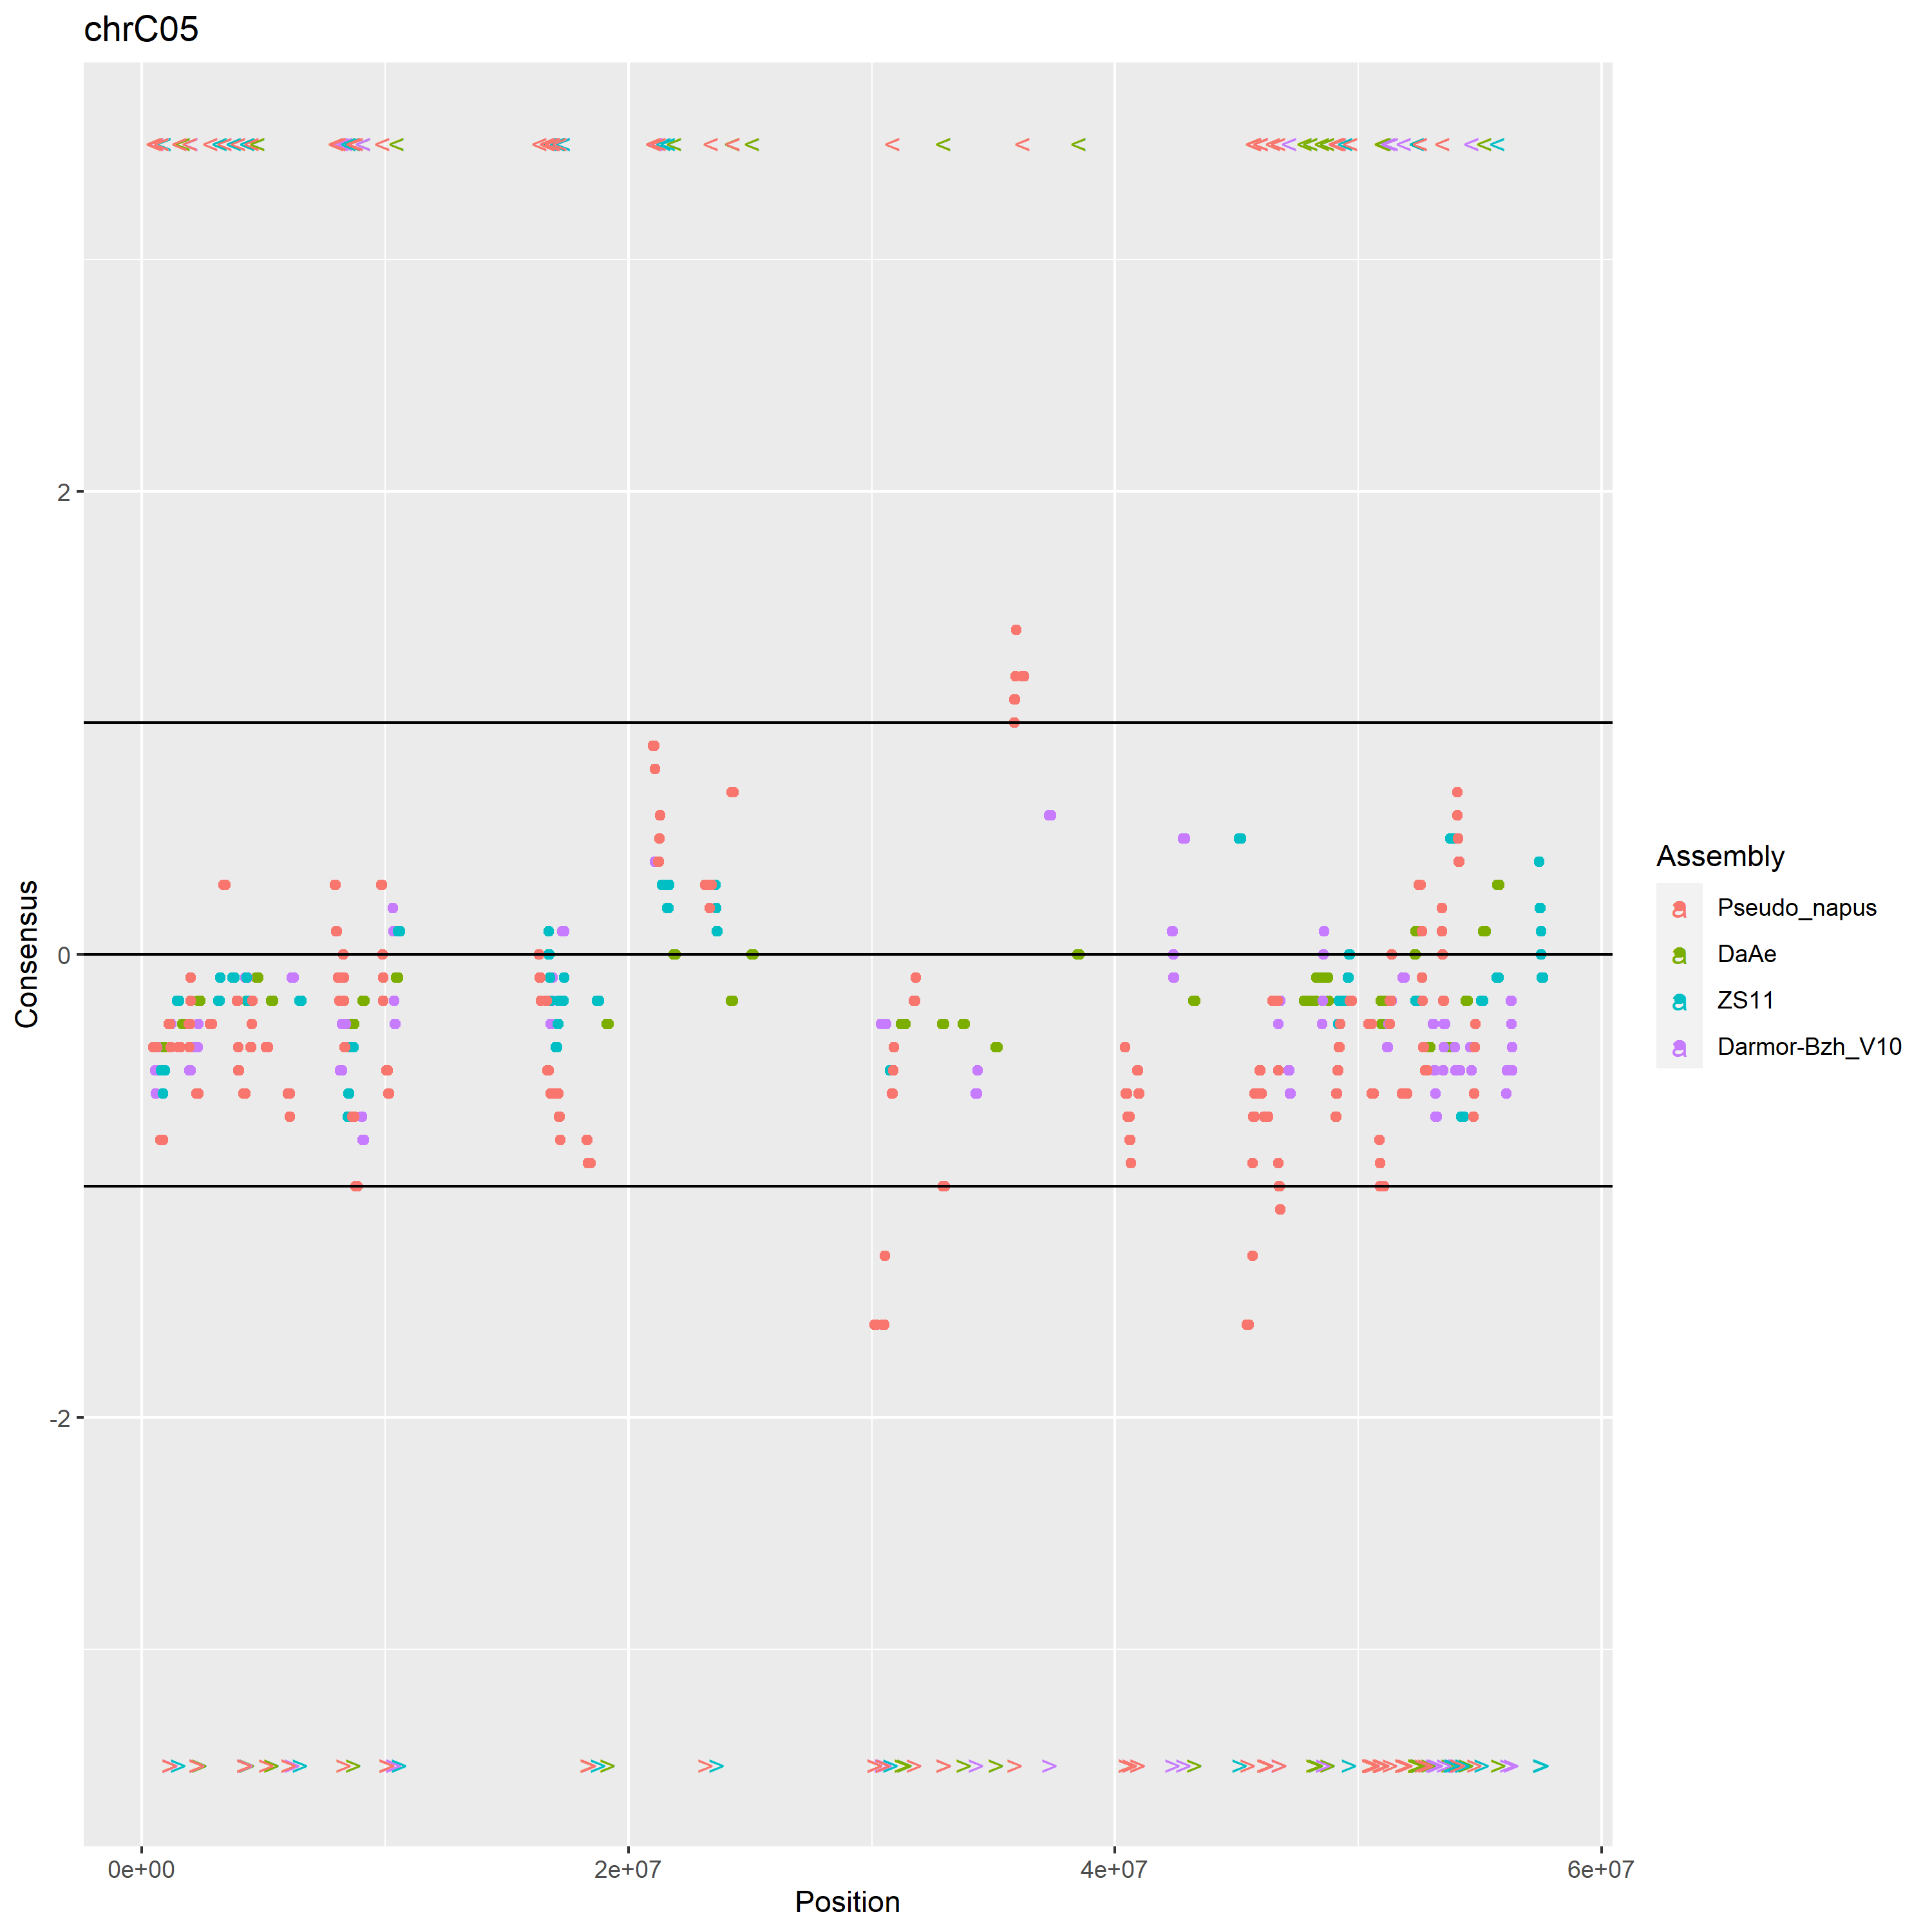 chrC05
2
0
-2
Consensus
0e+00 2e+07 4e+07 6e+07
Position
Assembly
a Pseudo_napus
a DaAe
a ZS11
a Darmor-Bzh_V10